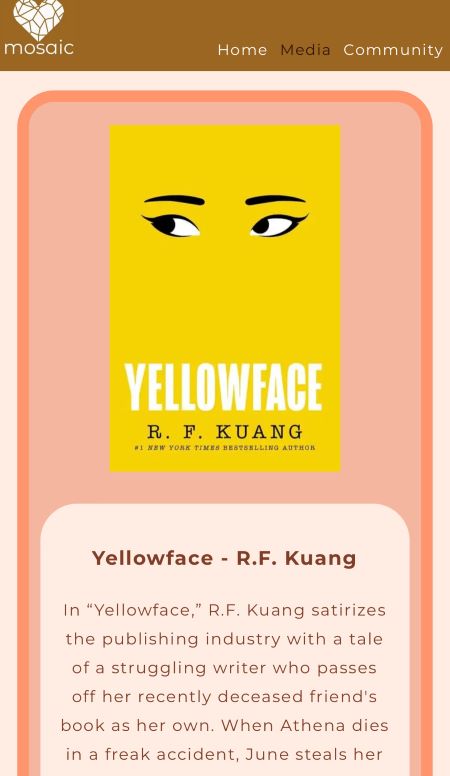 mosaic
Home Media Community
YELLOWFACE
R. F. KUANG
#1 NEW YORK TIMES BESTSELLING AUTHOR
Yellowface - R.F. Kuang
In “Yellowface,” R.F. Kuang satirizes
the publishing industry with a tale
of a struggling writer who passes
off her recently deceased friend's
book as her own. When Athena dies
in a freak accident, June steals her